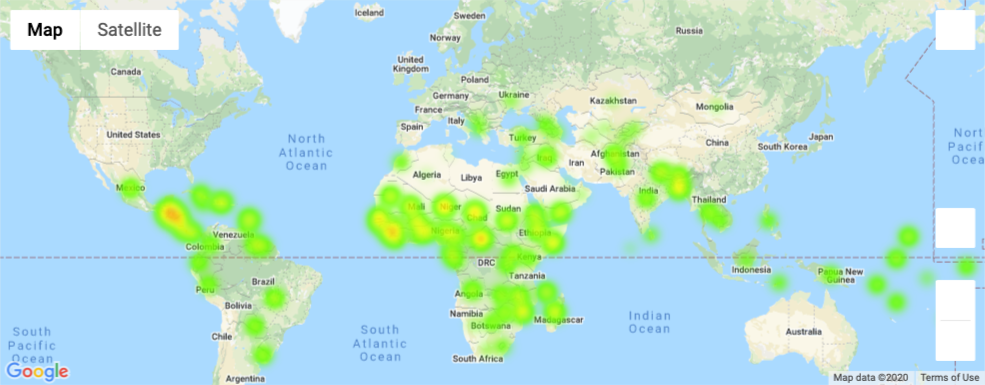 Map Satellite
Iceland
Sweden
Norway
Russia
Canada
United
Kingdom
Poland
Germany
Ukraine
Kazakhstan
France
Mongolia
Italy
Spain
Turkey
United States
North
Atlantic
Ocean
China
Japan
South Korea
North
Pacif
Ocea
Iraq
Iran
Afghanistan
Pakistan
Algeria
Libya
Egypt
Saudi Arabia
India
Mexico
Mali
Niger
Chad
Sudan
Thailand
Nigeria
Ethiopia
Venezuela
Colombia
DRC
Kenya
Indonesia
Papua New
Guinea
Tanzania
Peru
Brazil
Angola
Bolivia
Namibia
Botswana
Madagascar
Indian
Ocean
Australia
South
Pacific
Ocean
Chile
South
Atlantic
Ocean
South Africa
Argentina
Google
Map data ©2020 Terms of Use